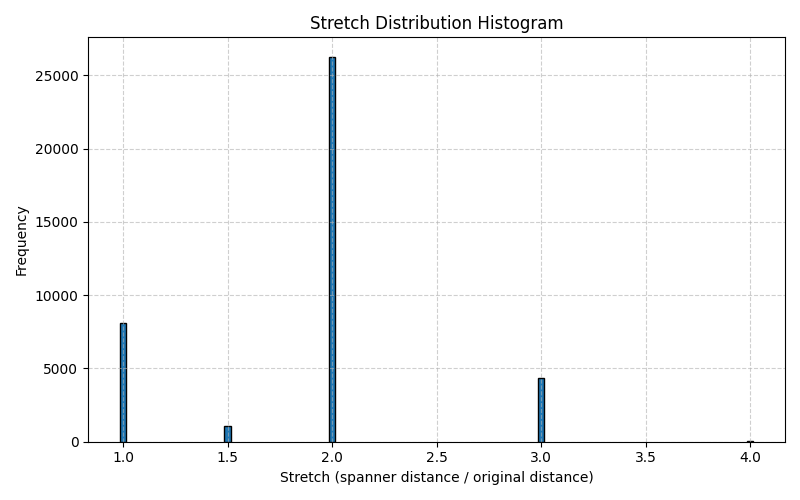 Stretch Distribution Histogram
Frequency
25000
20000
15000
10000
5000
0
1.0 1.5 2.0 2.5 3.0 3.5 4.0
Stretch (spanner distance / original distance)